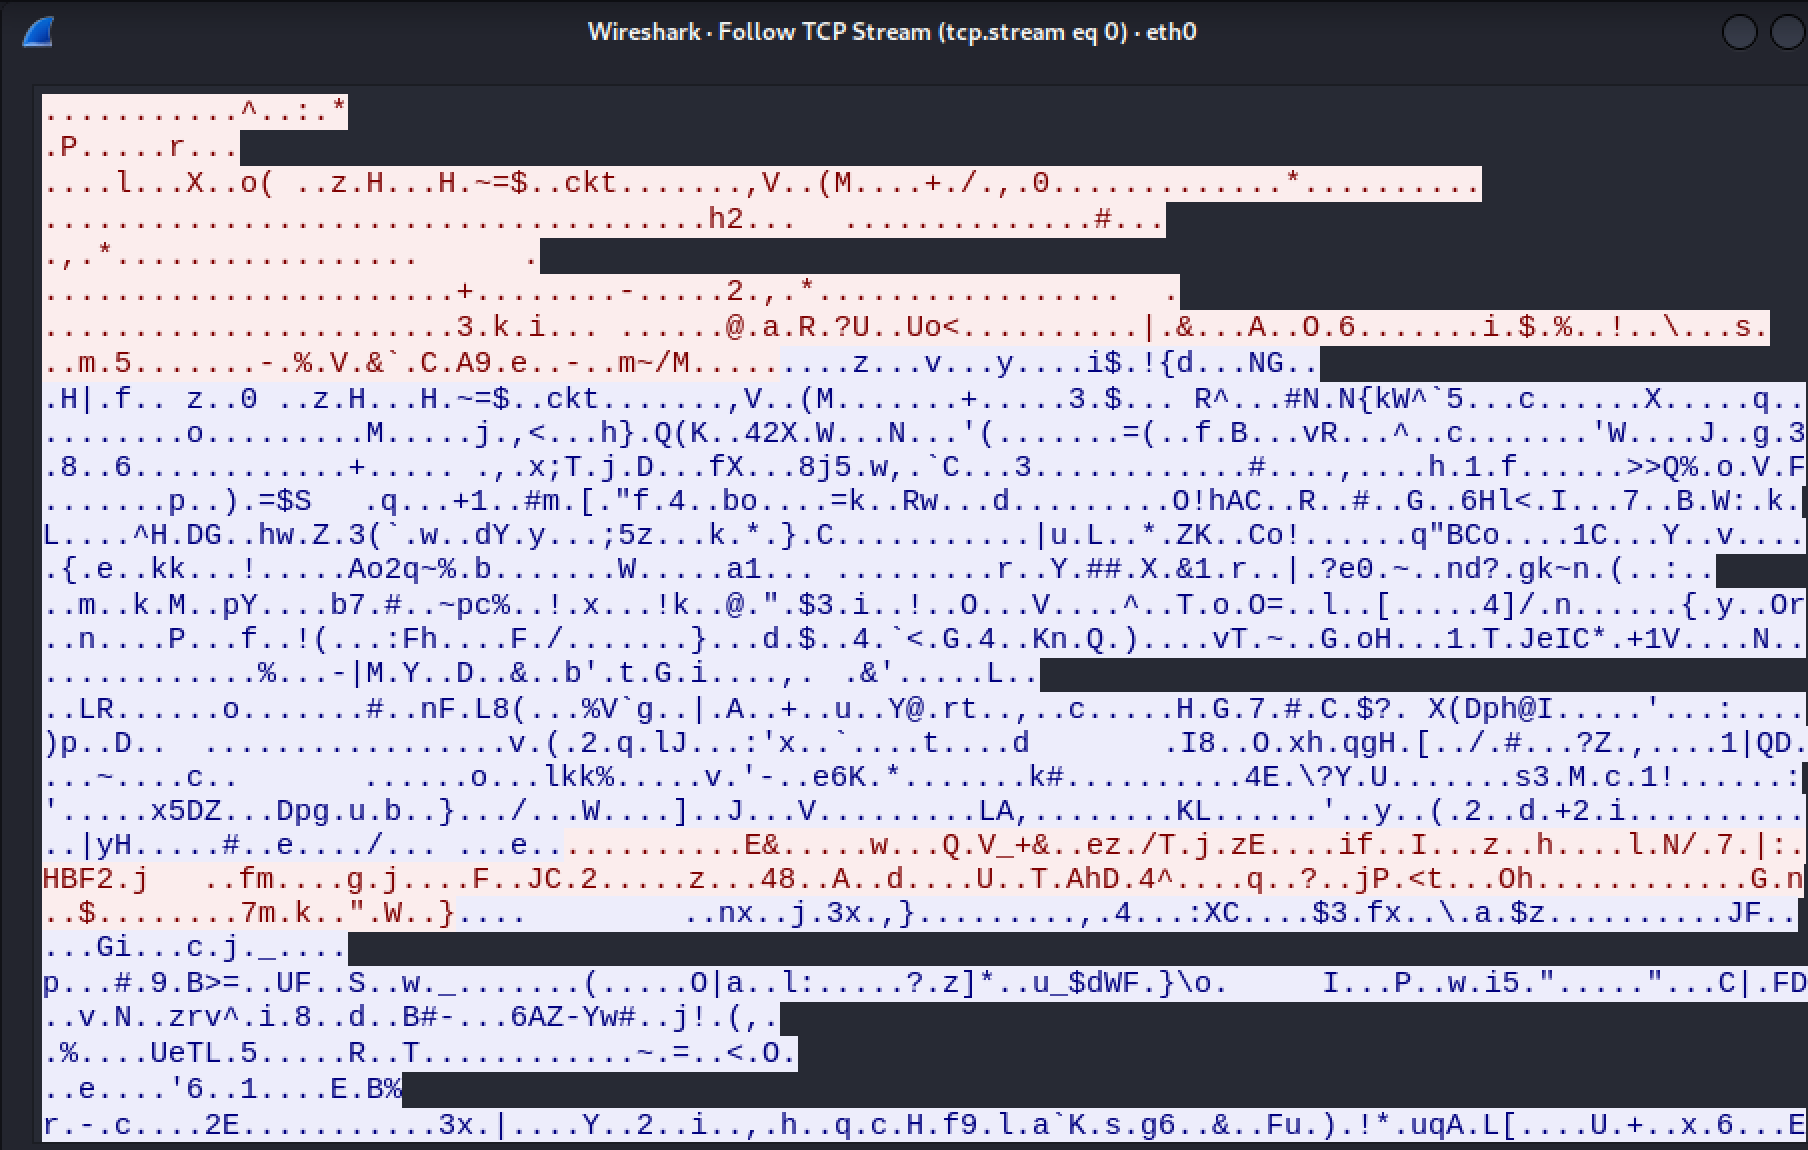 Wireshark · Follow TCP Stream (tcp.stream eq 0) · eth0
...........^..:.*
.P.....r...
....l...X..o( ..z.H...H.~=$..ckt.......,V..(M....+./.,.0.............*..........
.....................................h2...   ..............#...
.,.*.................      .
.......................+........-.....2.,.*.................   .
.......................3.k.i... ......@.a.R.?U..Uo<..........|.&...A..O.6.......i.$.%..!..\...s.
..m.5.......-.%.V.&`.C.A9.e..-..m~/M.........z...v...y....i$.!{d...NG..
.H|.f.. z..0 ..z.H...H.~=$..ckt.......,V..(M.......+.....3.$... R^...#N.N{kW^`5...c......X.....q..
........o.........M.....j.,<...h}.Q(K..42X.W...N...'(.......=(..f.B...vR...^..c.......'W....J..g.3
.8..6............+..... .,.x;T.j.D...fX...8j5.w,.`C...3............#....,....h.1.f......>>Q%.o.V.F
.......p..).=$S   .q...+1..#m.[."f.4..bo....=k..Rw...d.........O!hAC..R..#..G..6Hl<.I...7..B.W:.k.
L....^H.DG..hw.Z.3(`.w..dY.y...;5z...k.*.}.C...........|u.L..*.ZK..Co!......q"BCo....1C...Y..v....
.{.e..kk...!.....Ao2q~%.b.......W.....a1... .........r..Y.##.X.&1.r..|.?e0.~..nd?.gk~n.(..:..
..m..k.M..pY....b7.#..~pc%..!.x...!k..@.".$3.i..!..O...V....^..T.o.O=..l..[.....4]/.n......{.y..Or
..n....P...f..!(...:Fh....F./.......}...d.$..4.`<.G.4..Kn.Q.)....vT.~..G.oH...1.T.JeIC*.+1V....N..
............%...-|M.Y..D..&..b'.t.G.i....,.  .&'.....L..
..LR......o.......#..nF.L8(...%V`g..|.A..+..u..Y@.rt..,..c.....H.G.7.#.C.$?. X(Dph@I.....'...:....
)p..D..  .................v.(.2.q.lJ...:'x..`....t....d        .I8..O.xh.qgH.[../.#...?Z.,....1|QD.
...~....c..       ......o...lkk%.....v.'-..e6K.*.......k#..........4E.\?Y.U.......s3.M.c.1!......:
'.....x5DZ...Dpg.u.b..}.../...W....]..J...V.........LA,........KL......'..y..(.2..d.+2.i..........
..|yH.....#..e..../... ...e............E&.....w...Q.V_+&..ez./T.j.zE....if..I...z..h....l.N/.7.|:.
HBF2.j   ..fm....g.j....F..JC.2.....z...48..A..d....U..T.AhD.4^....q..?..jP.<t...Oh............G.n
..$........7m.k..".W..}....         ..nx..j.3x.,}.........,.4...:XC....$3.fx..\.a.$z..........JF..
...Gi...c.j._....
p...#.9.B>=..UF..S..w._.......(.....O|a..l:.....?.z]*..u_$dWF.}\o.     I...P..w.i5."....."...C|.FD
..v.N..zrv^.i.8..d..B#-...6AZ-Yw#..j!.(,.
.%....UeTL.5.....R..T............~.=..<.O.
..e....'6..1....E.B%
r.-.c....2E...........3x.|....Y..2..i..,.h..q.c.H.f9.l.a`K.s.g6..&..Fu.).!*.uqA.L[....U.+..x.6...E